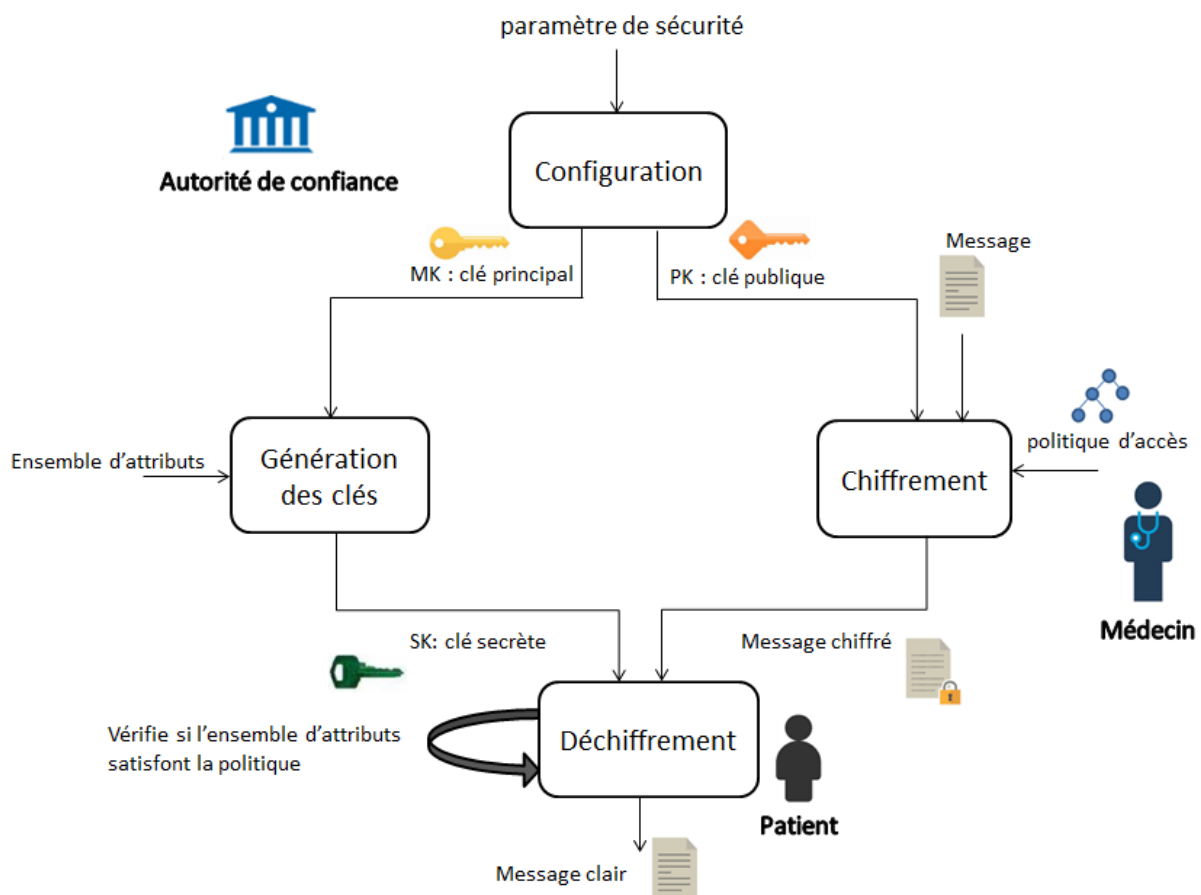 paramètre de sécurité
Configuration
Autorité de confiance
MK : clé principal
PK : clé publique
Message
politique d'accès
Ensemble d'attributs
Génération
des clés
Chiffrement
Médecin
SK: clé secrète
Message chiffré
Vérifie si l'ensemble d'attributs
satisfont la politique
Déchiffrement
Patient
Message clair